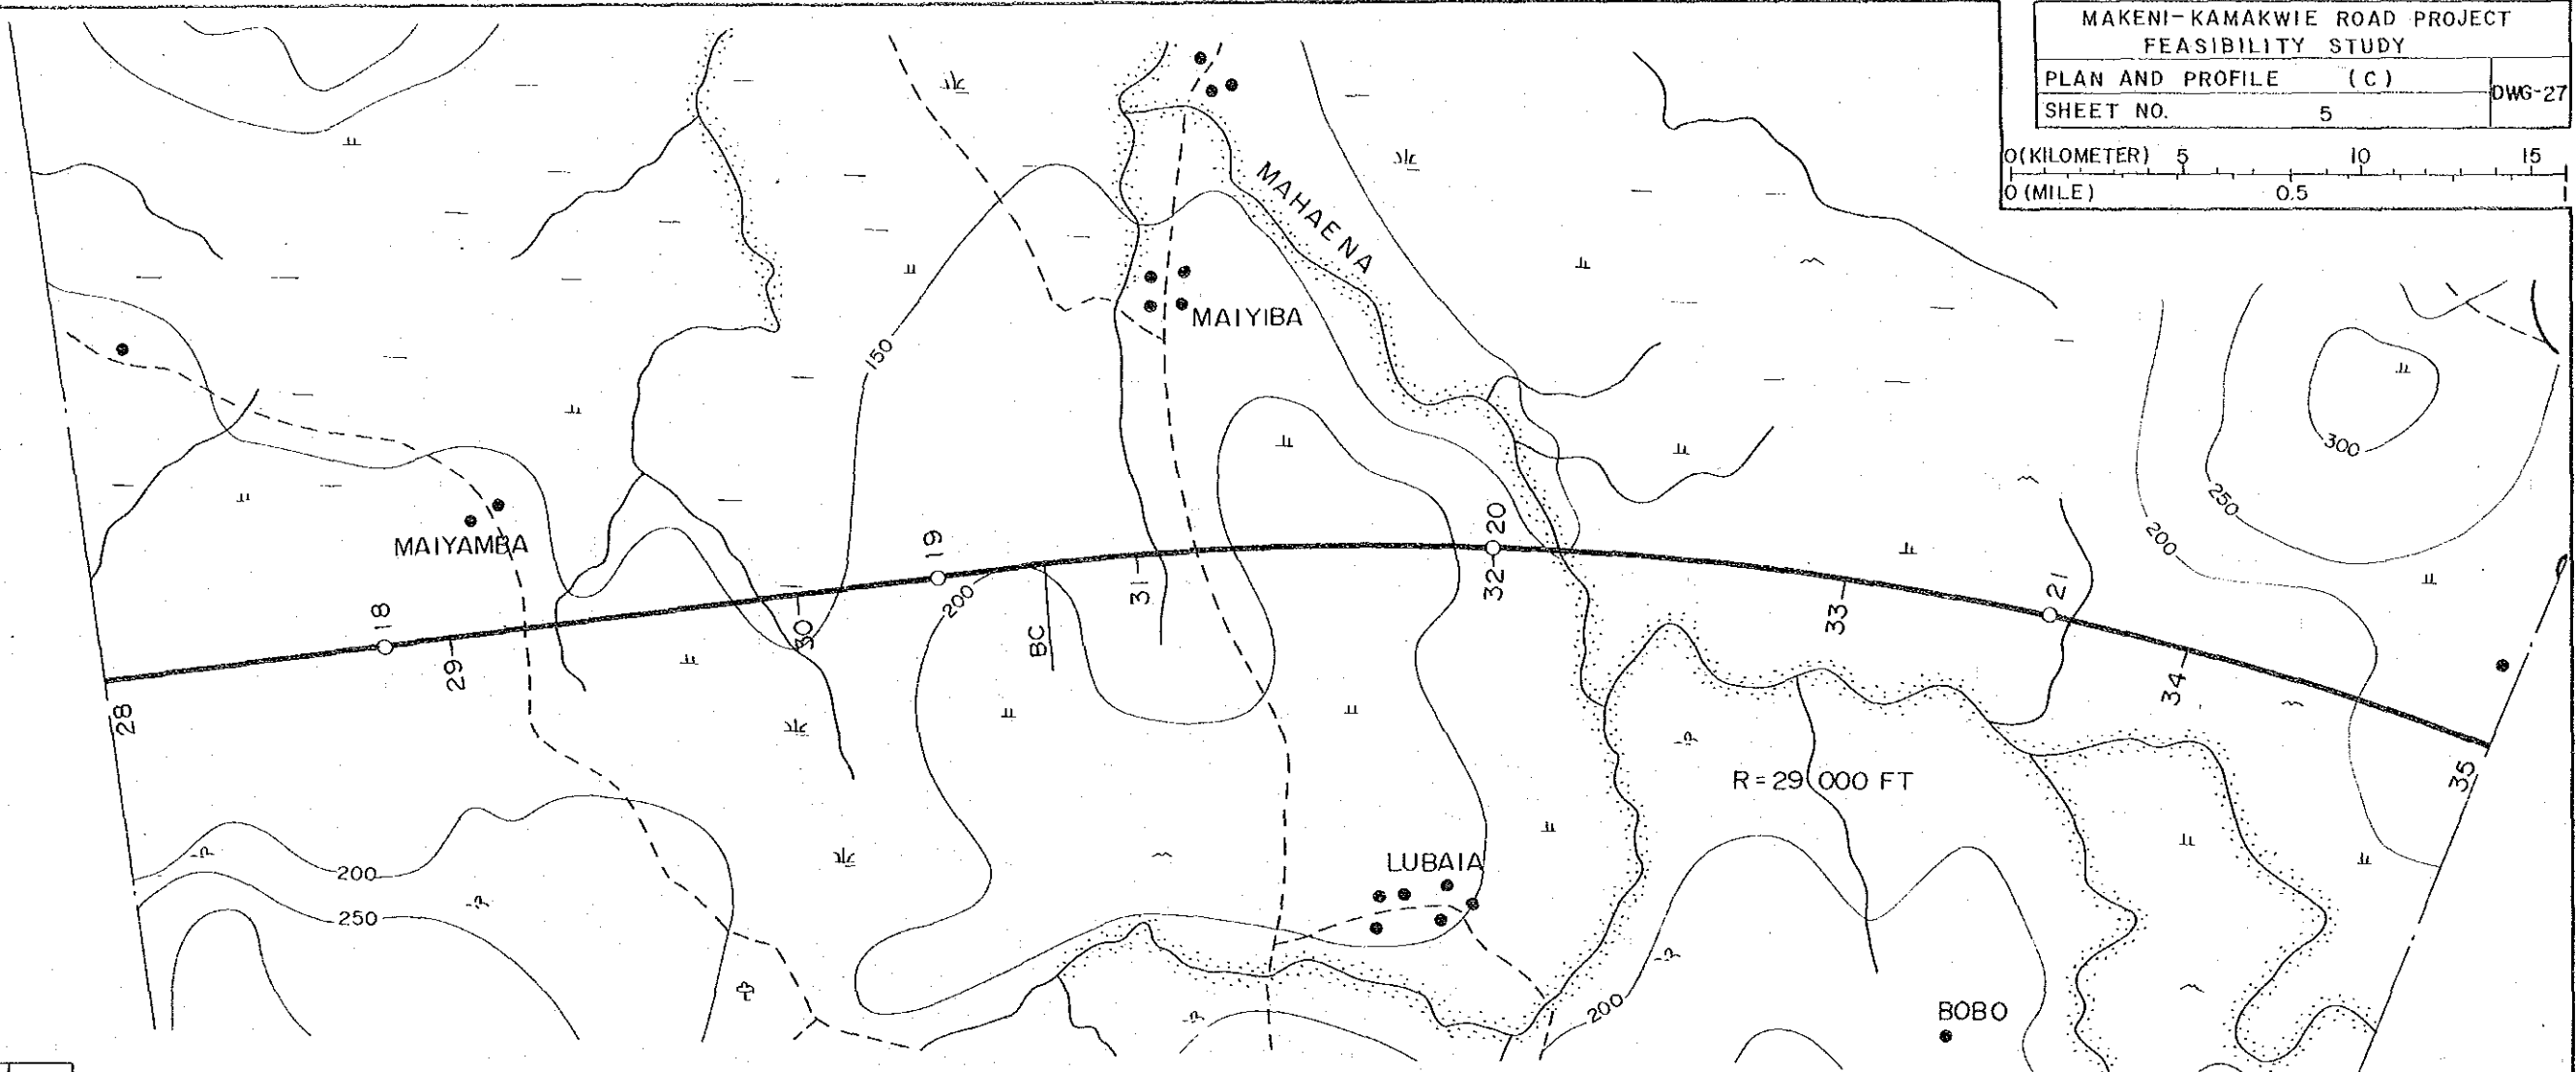 MAKENI-KAMAKWIE ROAD PROJECT
FEASIBILITY STUDY
PLAN AND PROFILE (C)
DWG-27
SHEET NO. 5
0(KILOMETER) 5 10 15
0 (MILE) 0.5 1
MAHAENA
MAIYIBA
150
300
250
200
MAIYAMBA
18
19
20
21
28
29
30
31
32
33
34
35
200
BC
R=29 000 FT
LUBAIA
200
250
200
BOBO